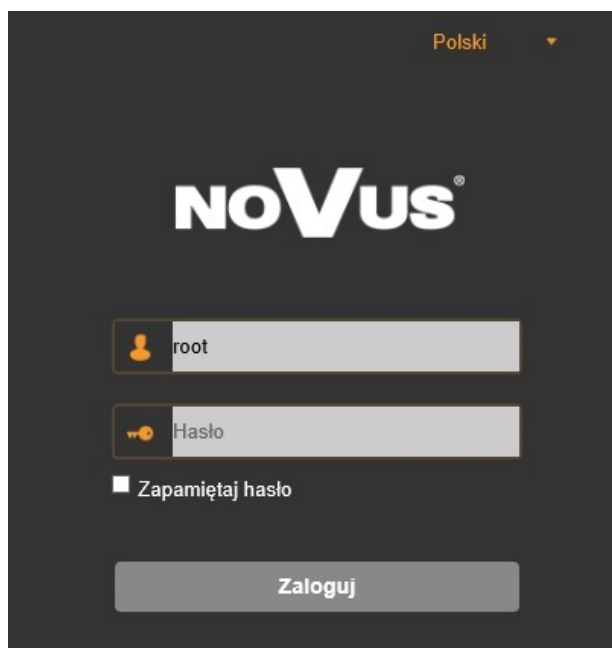 Polski
NOVUS®
root
Hasło
Zapamiętaj hasło
Zaloguj